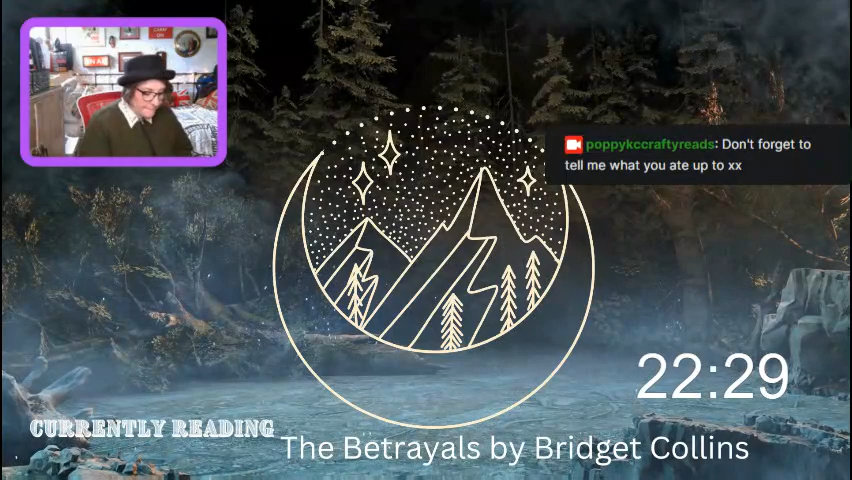 poppykccraftyreads: Don't forget to
tell me what you ate up to xx
22:29
CURRENTLY READING
The Betrayals by Bridget Collins